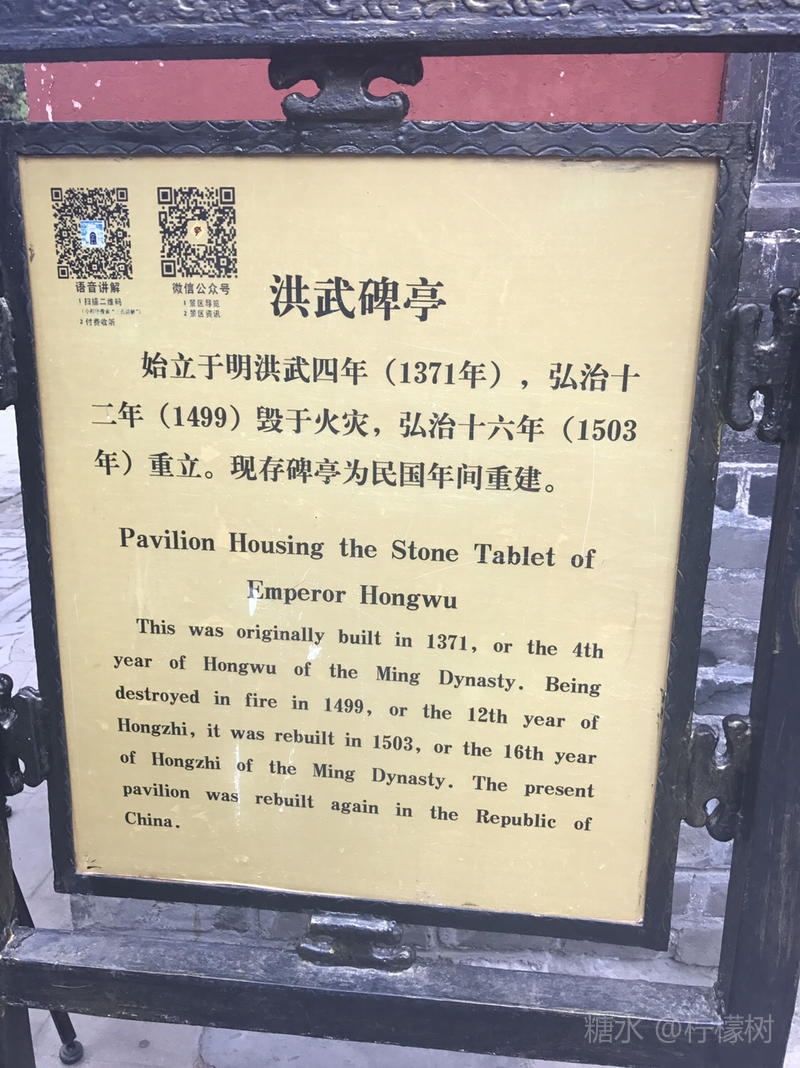 语音讲解
1 扫描二维码
2 付费收听
微信公众号
1 景区导览
2 景区资讯
洪武碑亭
始立于明洪武四年（1371年），弘治十
二年（1499）毁于火灾，弘治十六年（1503
年）重立。现存碑亭为民国年间重建。
Pavilion Housing the Stone Tablet of
Emperor Hongwu
This was originally built in 1371, or the 4th
year of Hongwu of the Ming Dynasty. Being
destroyed in fire in 1499, or the 12th year of
Hongzhi, it was rebuilt in 1503, or the 16th year
of Hongzhi of the Ming Dynasty. The present
pavilion was rebuilt again in the Republic of
China.
糖水 @柠檬树